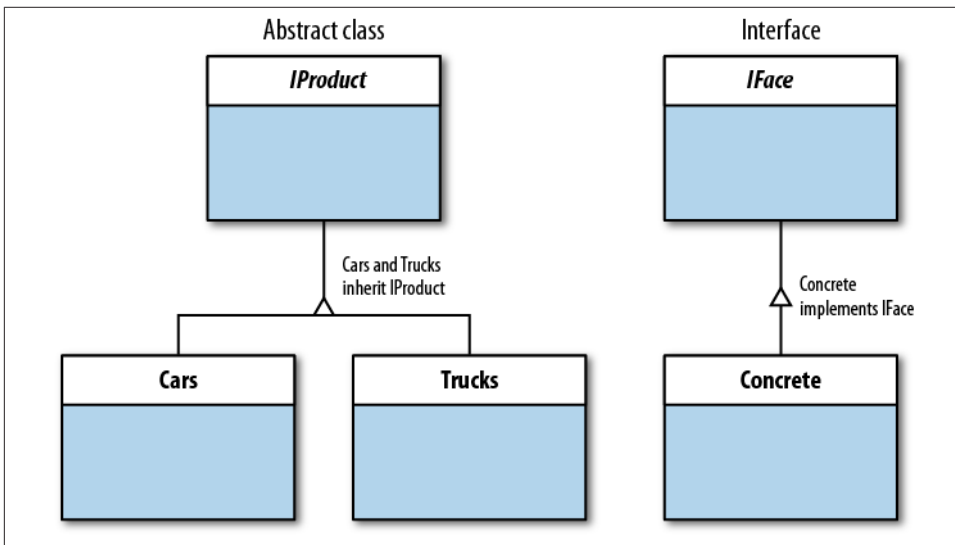 Abstract class
IProduct
Cars and Trucks
inherit IProduct
Cars
Trucks
Interface
IFace
Concrete
implements IFace
Concrete